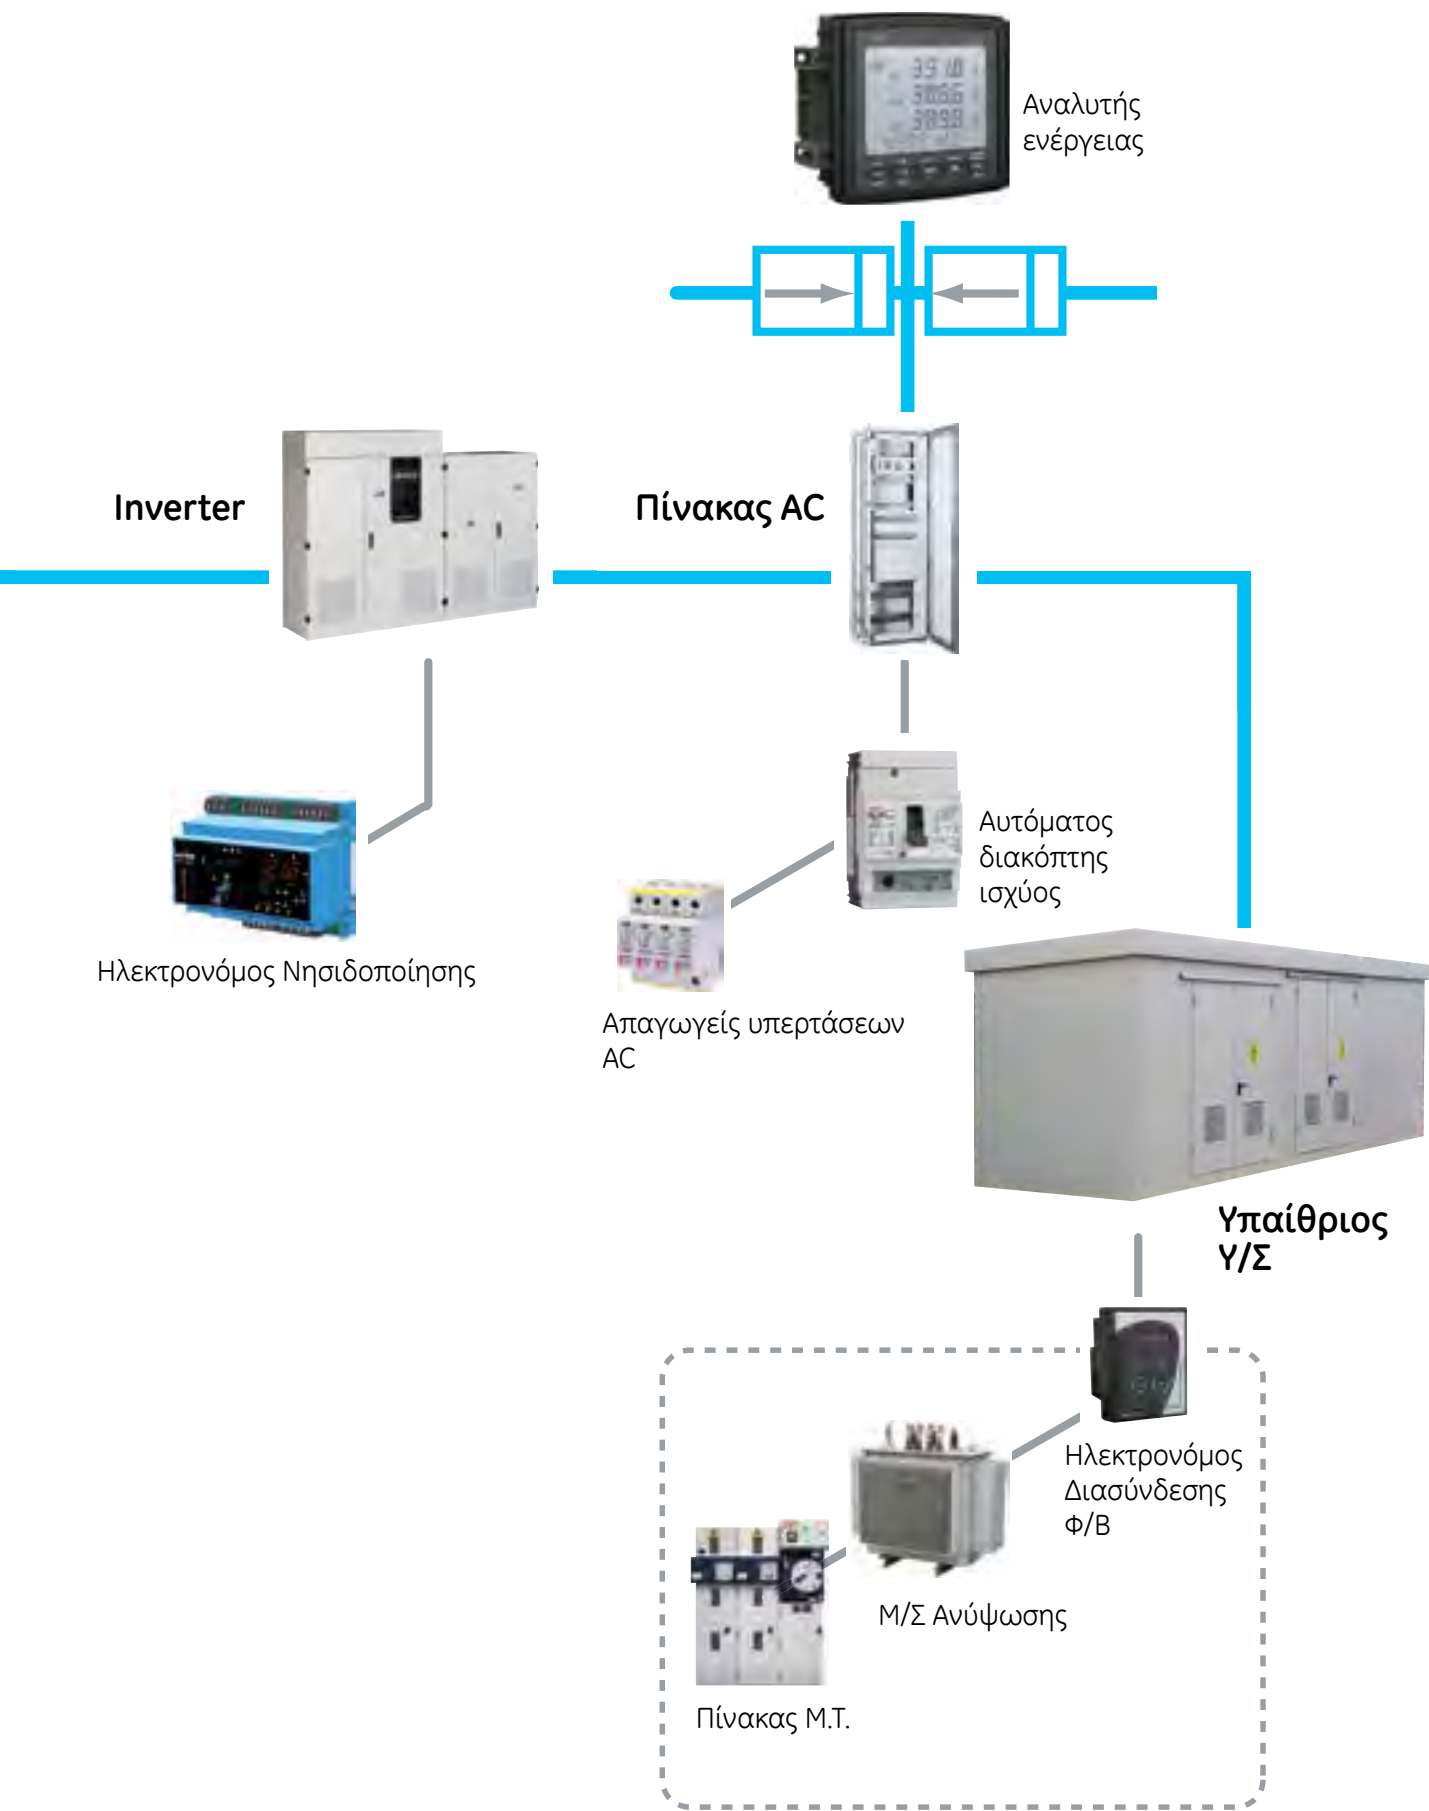 Αναλυτής
ενέργειας
Inverter
Πίνακας AC
Αυτόματος
διακόπτης
ισχύος
Ηλεκτρονόμος Νησιδοποίησης
Απαγωγείς υπερτάσεων
AC
Υπαίθριος
Υ/Σ
Ηλεκτρονόμος
Διασύνδεσης
Φ/Β
Μ/Σ Ανύψωσης
Πίνακας Μ.Τ.